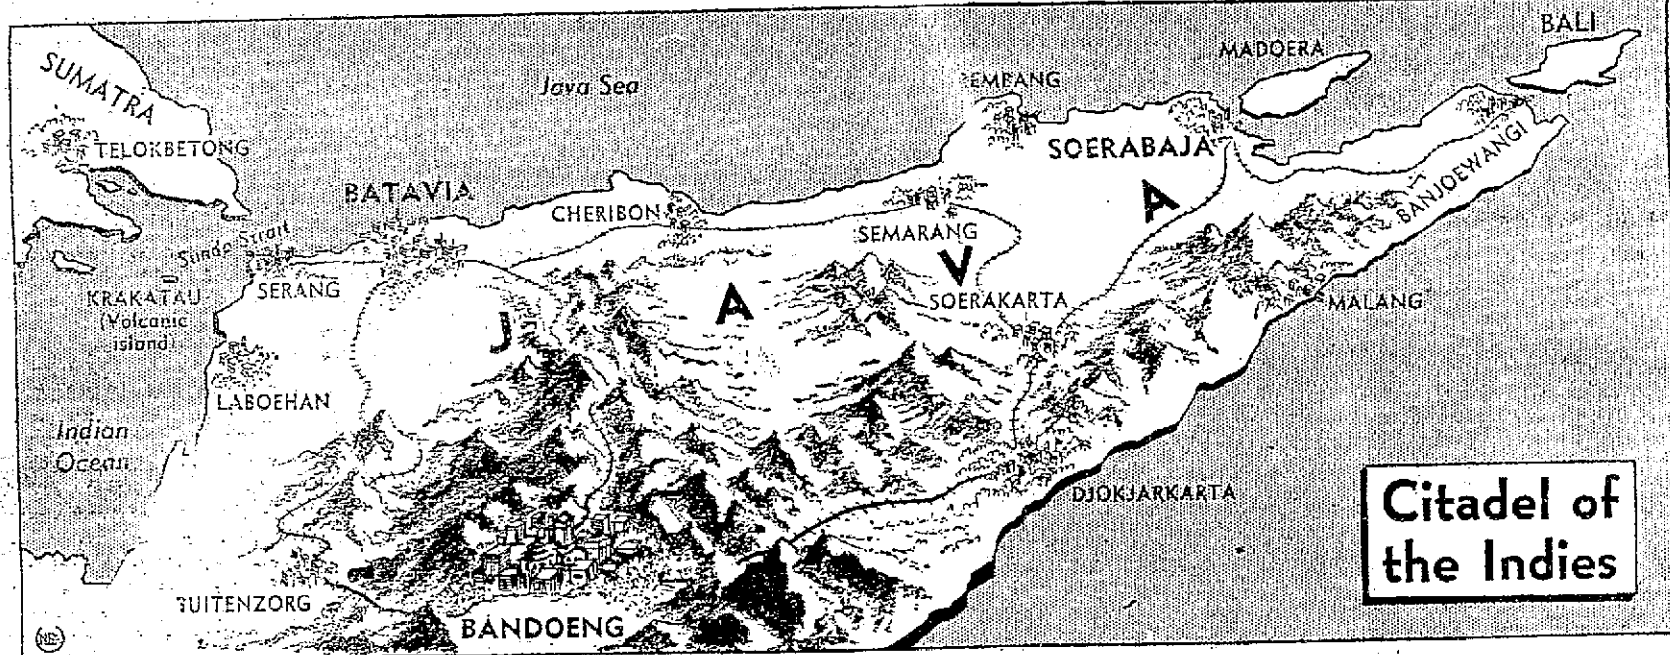 SUMATRA
TELOKBETONG
Java Sea
EMBANG
MADOERA
BALI
SOERABAJA
BANJOEWANGI
BATAVIA
CHERIBON
SEMARANG
Sunda Strait
SERANG
KRAKATAU
(Volcanic
island)
J A V A
SOERAKARTA
MALANG
LABOEHAN
Indian
Ocean
DJOKJARKARTA
BUITENZORG
BANDOENG
Citadel of
the Indies